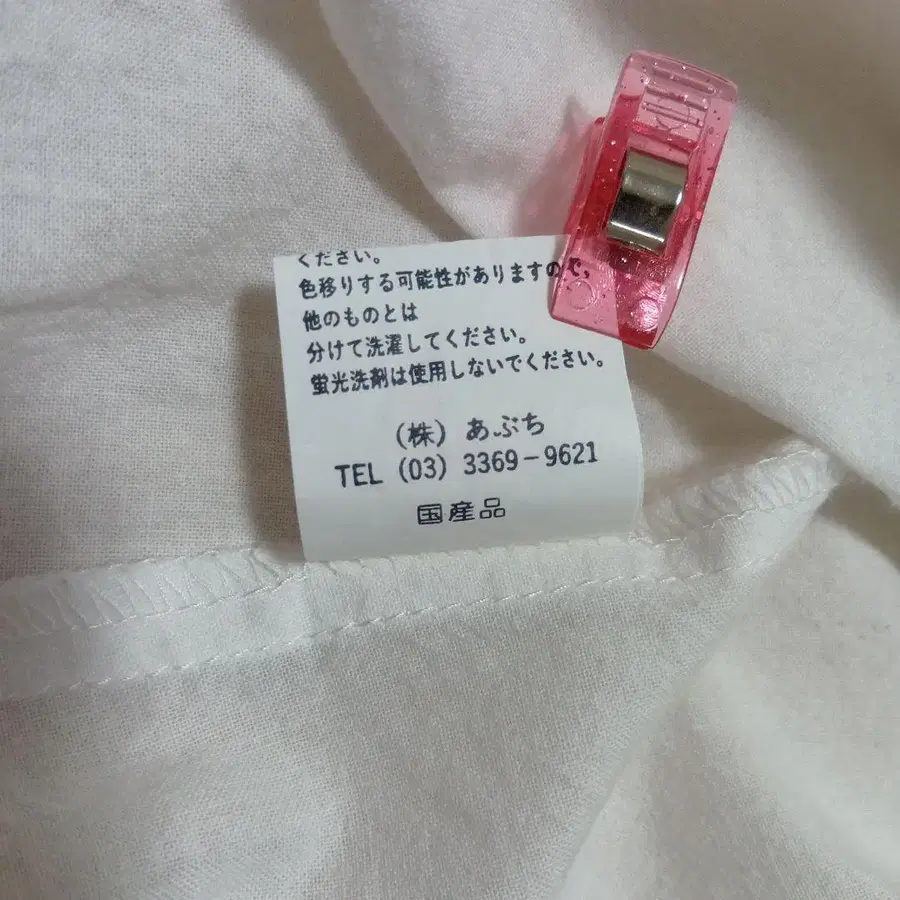 ください。
色移りする可能性がありますので、
他のものとは
分けて洗濯してください。
蛍光洗剤は使用しないでください。
(株) あぶち
TEL (03) 3369-9621
国産品